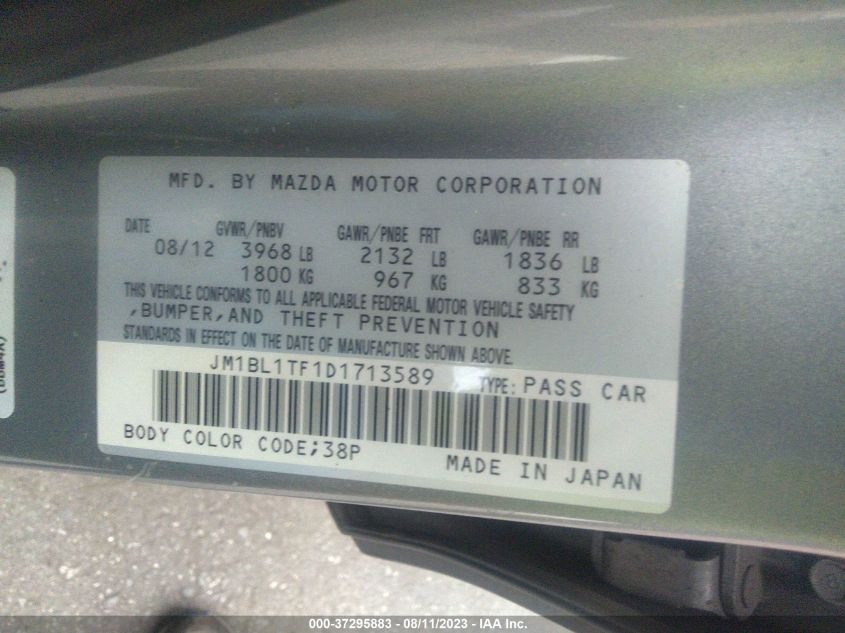 MFD. BY MAZDA MOTOR CORPORATION
DATE GVWR/PNBV GAWR/PNBE FRT GAWR/PNBE RR
08/12 3968 LB 2132 LB 1836 LB
1800 KG 967 KG 833 KG
THIS VEHICLE CONFORMS TO ALL APPLICABLE FEDERAL MOTOR VEHICLE SAFETY
,BUMPER,AND THEFT PREVENTION
STANDARDS IN EFFECT ON THE DATE OF MANUFACTURE SHOWN ABOVE.
JM1BL1TF1D1713589 TYPE: PASS CAR
BODY COLOR CODE;38P
MADE IN JAPAN
000-37295883 - 08/11/2023 - IAA Inc.